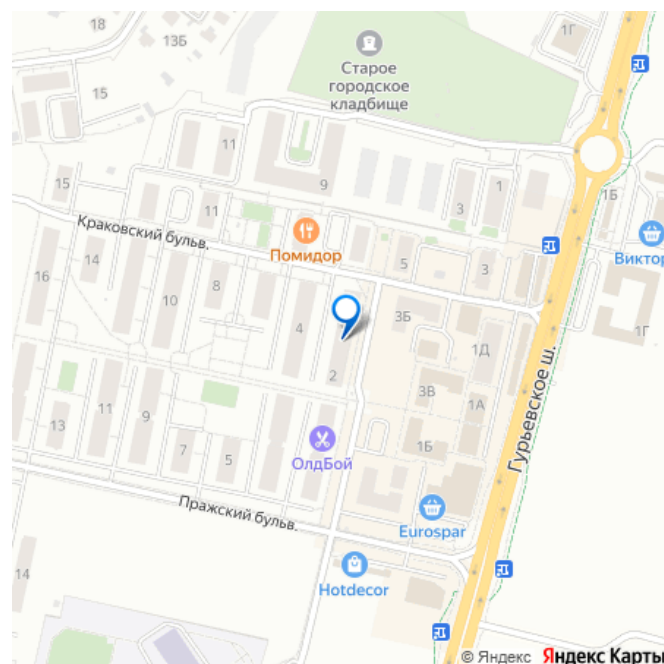 18
13Б
1Г
Старое
городское
кладбище
15
11
9
1
1Б
15
11
3
Краковский бульв.
Помидор
5
3
Виктор
16
14
10
8
4
3Б
1Д
1Г
2
3В
1А
Гурьевское ш.
13
11
9
7
5
ОлдБой
1Б
Пражский бульв.
Eurospar
14
Hotdecor
© Яндекс Яндекс Карты